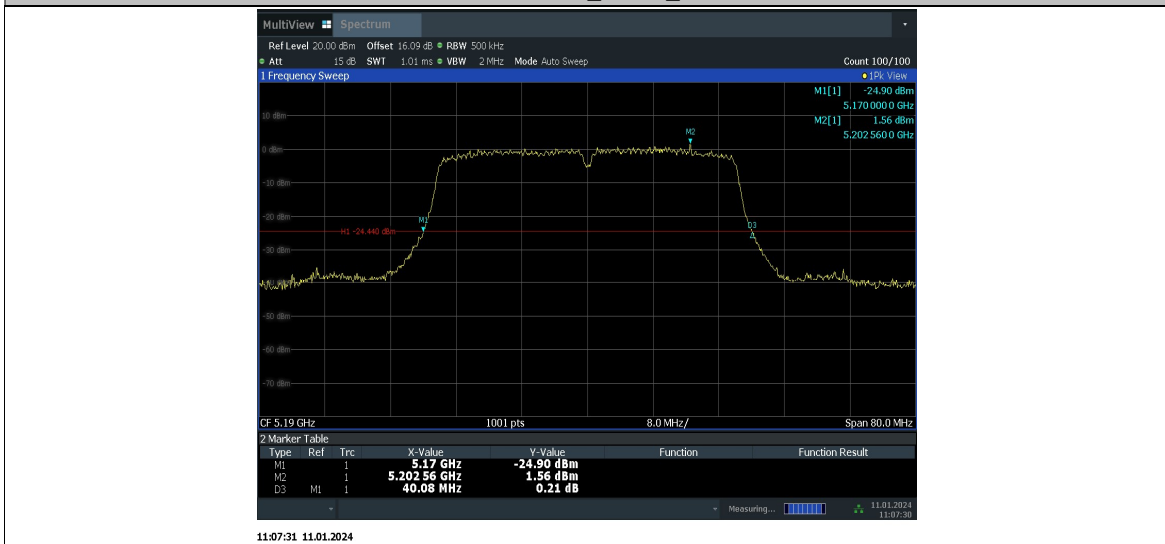 MultiView Spectrum
Ref Level 20.00 dBm Offset 16.09 dB RBW 500 kHz
Att 15 dB SWT 1.01 ms VBW 2 MHz Mode Auto Sweep Count 100/100
1 Frequency Sweep 1Pk View
M1[1] -24.90 dBm
5.170 000 0 GHz
M2[1] 1.56 dBm
5.202 560 0 GHz
10 dBm
M2
0 dBm
-10 dBm
-20 dBm
M1
D3
H1 -24.440 dBm
-30 dBm
-50 dBm
-60 dBm
-70 dBm
CF 5.19 GHz 1001 pts 8.0 MHz/ Span 80.0 MHz
2 Marker Table
Type Ref Trc X-Value Y-Value Function Function Result
M1 1 5.17 GHz -24.90 dBm
M2 1 5.202 56 GHz 1.56 dBm
D3 M1 1 40.08 MHz 0.21 dB
Measuring... 11.01.2024
11:07:30
11:07:31 11.01.2024